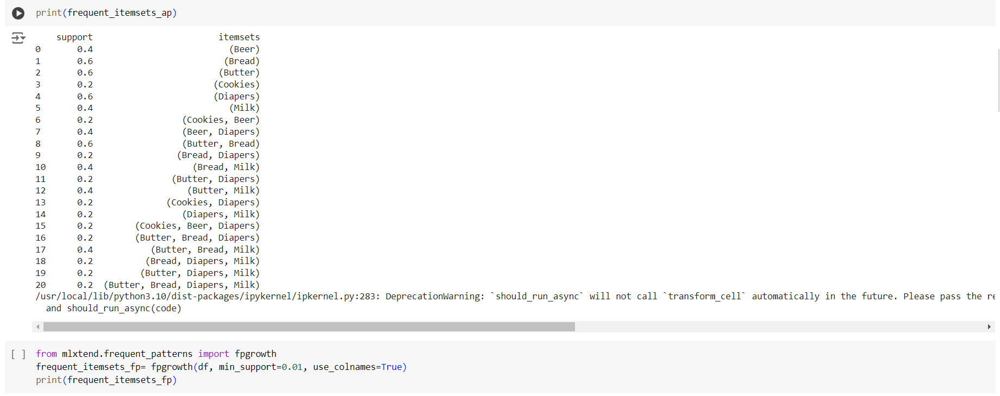 print(frequent_itemsets_ap)
support itemsets
0 0.4 (Beer)
1 0.6 (Bread)
2 0.6 (Butter)
3 0.2 (Cookies)
4 0.6 (Diapers)
5 0.4 (Milk)
6 0.2 (Cookies, Beer)
7 0.4 (Beer, Diapers)
8 0.6 (Butter, Bread)
9 0.2 (Bread, Diapers)
10 0.4 (Bread, Milk)
11 0.2 (Butter, Diapers)
12 0.4 (Butter, Milk)
13 0.2 (Cookies, Diapers)
14 0.2 (Diapers, Milk)
15 0.2 (Cookies, Beer, Diapers)
16 0.2 (Butter, Bread, Diapers)
17 0.4 (Butter, Bread, Milk)
18 0.2 (Bread, Diapers, Milk)
19 0.2 (Butter, Diapers, Milk)
20 0.2 (Butter, Bread, Diapers, Milk)
/usr/local/lib/python3.10/dist-packages/ipykernel/ipkernel.py:283: DeprecationWarning: `should_run_async` will not call `transform_cell` automatically in the future. Please pass the re
and should_run_async(code)
[ ] from mlxtend.frequent_patterns import fpgrowth
frequent_itemsets_fp= fpgrowth(df, min_support=0.01, use_colnames=True)
print(frequent_itemsets_fp)